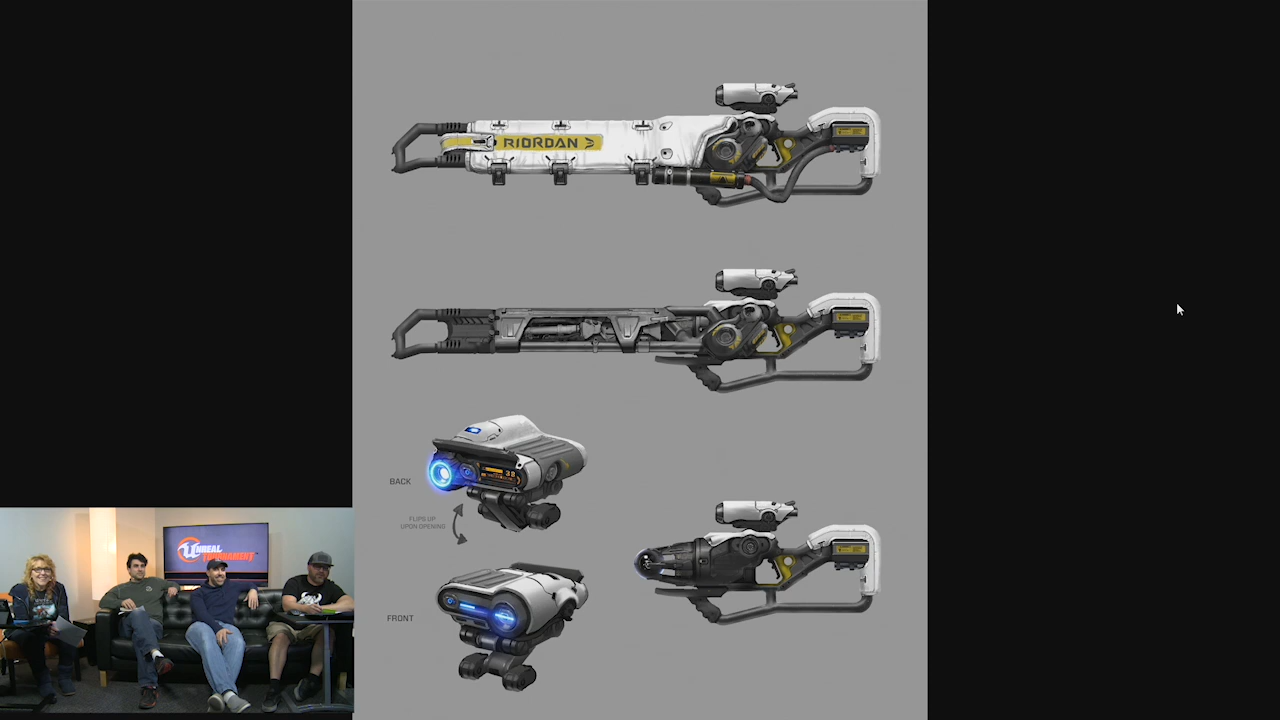 RIORDAN
BACK
FLIPS UP
UPON OPENING
FRONT
UNREAL
TOURNAMENT